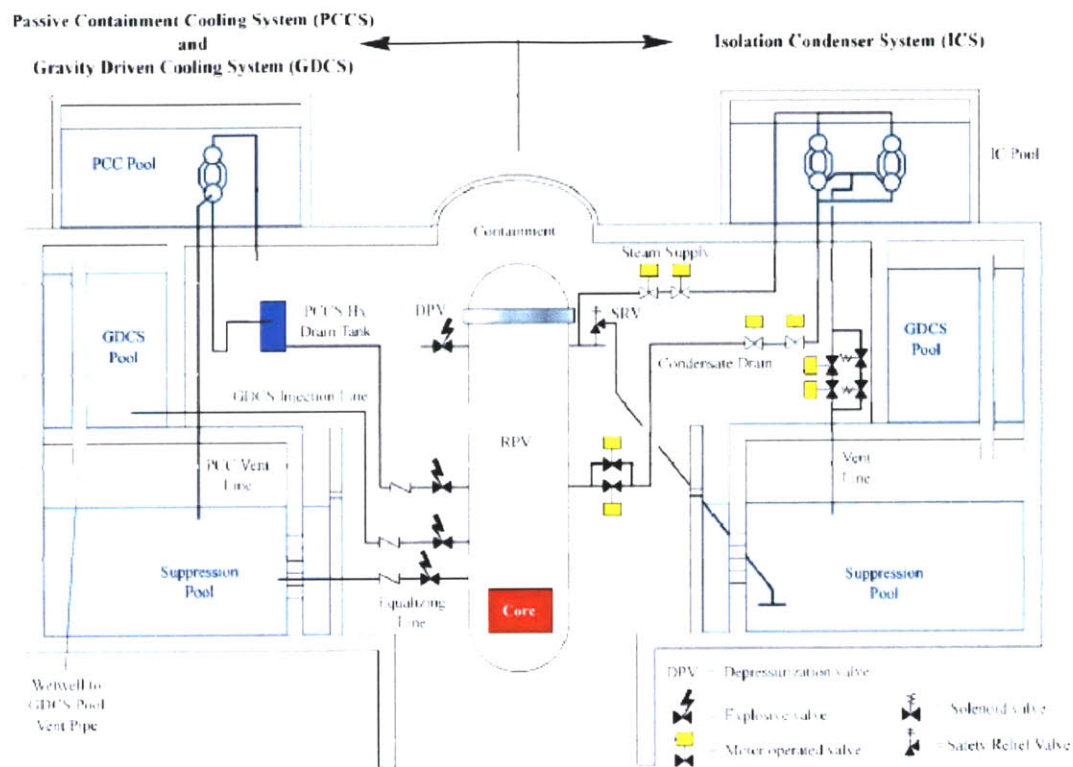 Passive Containment Cooling System (PCCS)
and
Gravity Driven Cooling System (GDCS)
Isolation Condenser System (ICS)
PCC Pool
IC Pool
Containment
Steam Supply
DPV
SRV
PCCS Hx
Drain Tank
GDCS
Pool
Condensate Drain
GDCS
Pool
GDCS Injection Line
RPV
PCC Vent
Line
Vent
Line
Suppression
Pool
Suppression
Pool
Equalizing
Line
Core
Wetwell to
GDCS Pool
Vent Pipe
DPV = Depressurization valve
= Explosive valve
= Solenoid valve
= Motor operated valve
= Safety Relief Valve